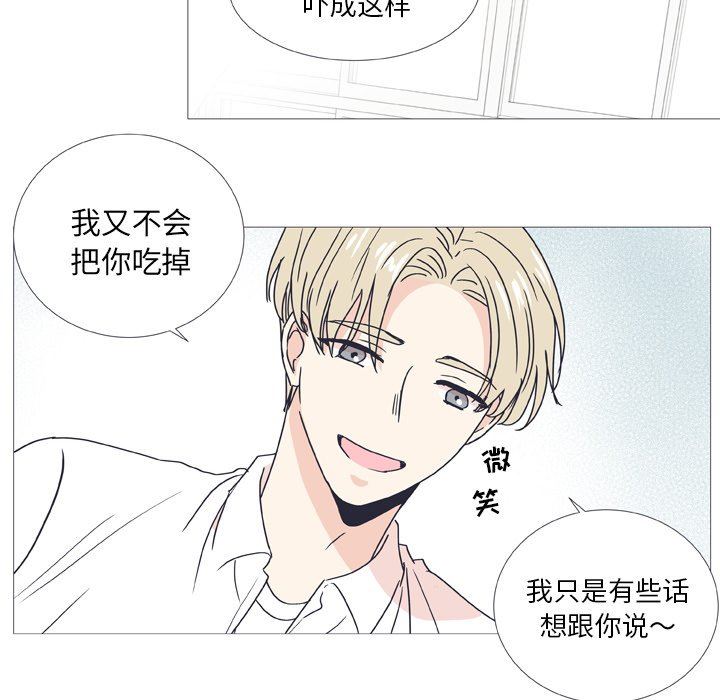 吓成这样
我又不会
把你吃掉
微
笑
我只是有些话
想跟你说～